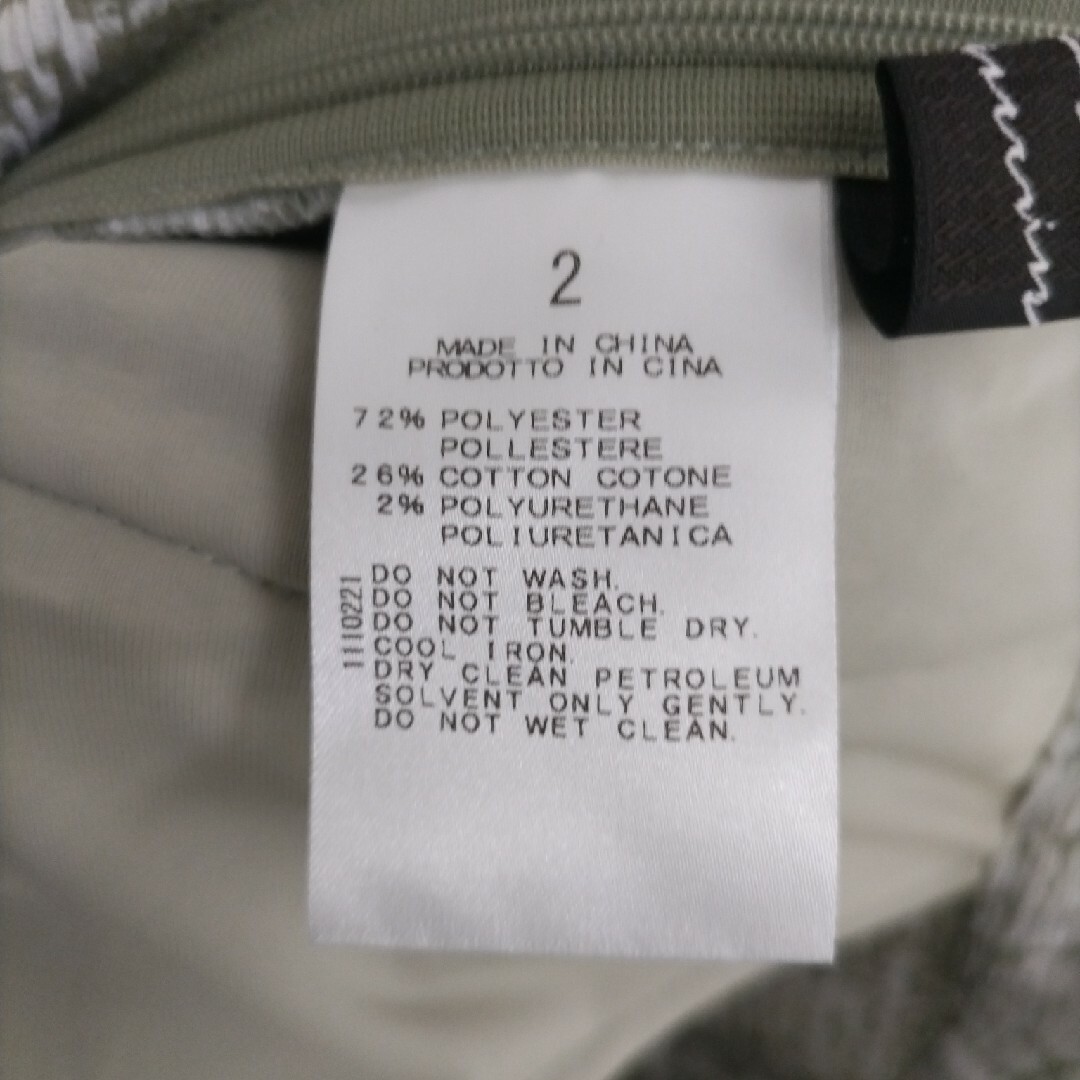 2
MADE IN CHINA
PRODOTTO IN CINA
72% POLYESTER
POLLESTERE
26% COTTON COTONE
2% POLYURETHANE
POLIURETANICA
1110221
DO NOT WASH.
DO NOT BLEACH.
DO NOT TUMBLE DRY.
COOL IRON.
DRY CLEAN PETROLEUM
SOLVENT ONLY GENTLY.
DO NOT WET CLEAN.